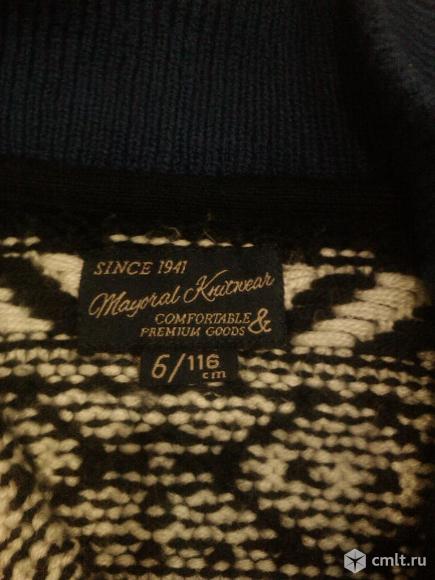 SINCE 1941
Mayoral Knitwear
COMFORTABLE &
PREMIUM GOODS
6/116
cm
cmlt.ru